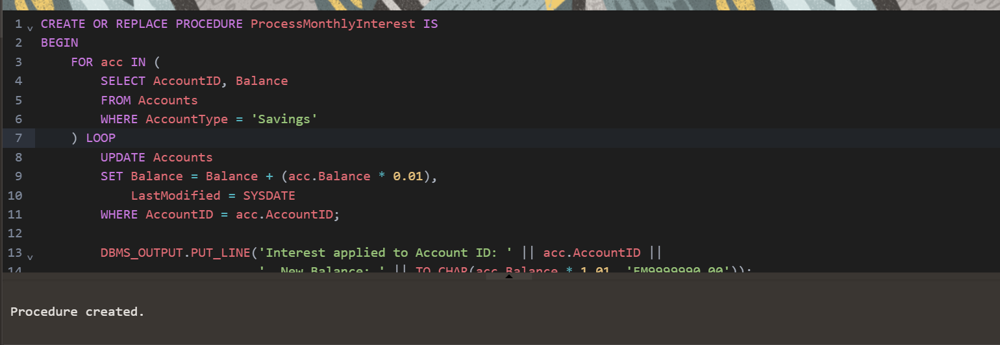 1 CREATE OR REPLACE PROCEDURE ProcessMonthlyInterest IS
2 BEGIN
3     FOR acc IN (
4         SELECT AccountID, Balance
5         FROM Accounts
6         WHERE AccountType = 'Savings'
7     ) LOOP
8         UPDATE Accounts
9         SET Balance = Balance + (acc.Balance * 0.01),
10             LastModified = SYSDATE
11         WHERE AccountID = acc.AccountID;
12
13         DBMS_OUTPUT.PUT_LINE('Interest applied to Account ID: ' || acc.AccountID ||
14                              ', New Balance: ' || TO_CHAR(acc.Balance * 1.01, 'FM9999990.00'));
Procedure created.